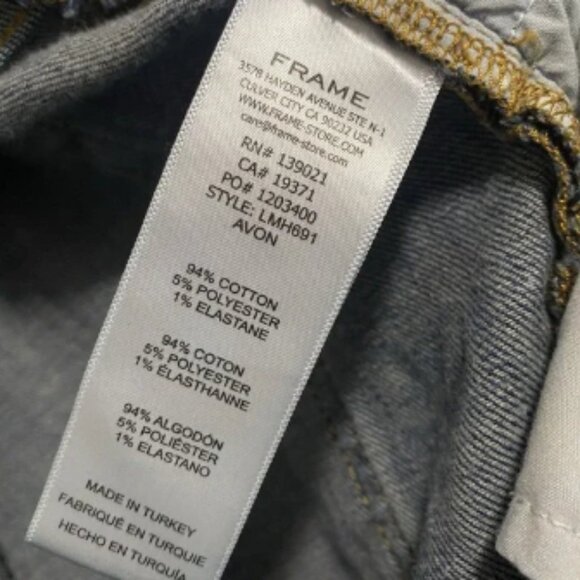 FRAME
3578 HAYDEN AVENUE STE N-1
CULVER CITY CA 90232 USA
WWW.FRAME-STORE.COM
care@frame-store.com
RN# 139021
CA# 19371
PO# 1203400
STYLE: LMH691
AVON
94% COTTON
5% POLYESTER
1% ELASTANE
94% COTON
5% POLYESTER
1% ÉLASTHANNE
94% ALGODÓN
5% POLIÉSTER
1% ELASTANO
MADE IN TURKEY
FABRIQUÉ EN TURQUIE
HECHO EN TURQUÍA